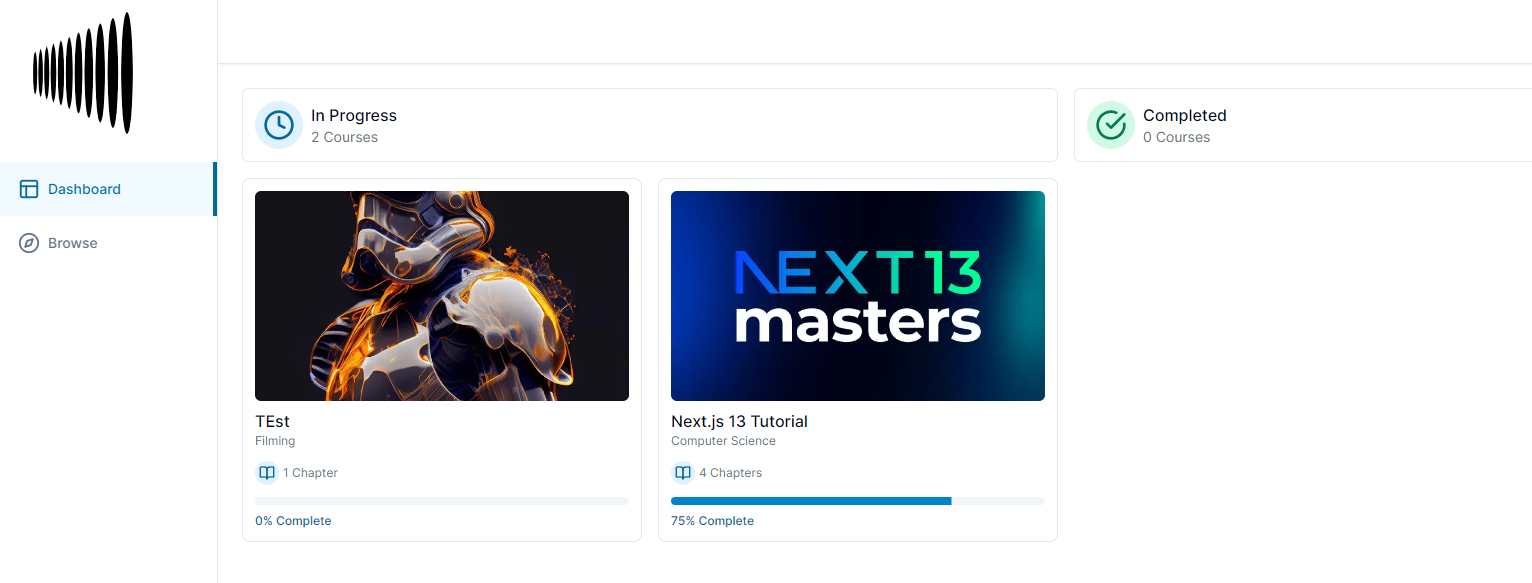 Dashboard
Browse
In Progress
2 Courses
Completed
0 Courses
TEst
Filming
1 Chapter
0% Complete
NEXT 13
masters
Next.js 13 Tutorial
Computer Science
4 Chapters
75% Complete